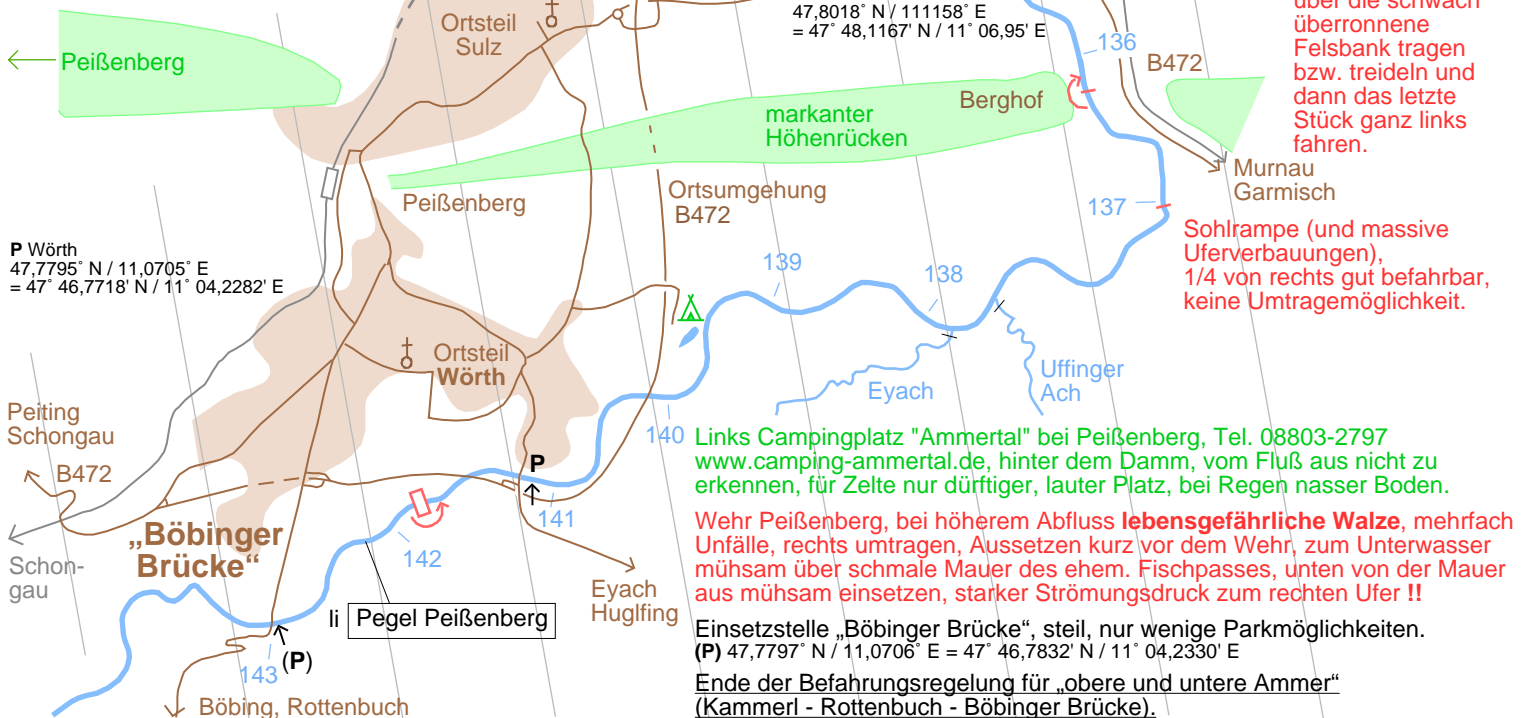 über die schwach
überronnene
Felsbank tragen
bzw. treideln und
dann das letzte
Stück ganz links
fahren.
47,8018° N / 111158° E
= 47° 48,1167' N / 11° 06,95' E
Ortsteil
Sulz
136
B472
Peißenberg
Berghof
markanter
Höhenrücken
Murnau
Garmisch
Peißenberg
Ortsumgehung
B472
137
Sohlrampe (und massive
Uferverbauungen),
1/4 von rechts gut befahrbar,
keine Umtragemöglichkeit.
P Wörth
47,7795° N / 11,0705° E
= 47° 46,7718' N / 11° 04,2282' E
139
138
Ortsteil
Wörth
Uffinger
Ach
Eyach
Peiting
Schongau
B472
140
Links Campingplatz "Ammertal" bei Peißenberg, Tel. 08803-2797
www.camping-ammertal.de, hinter dem Damm, vom Fluß aus nicht zu
erkennen, für Zelte nur dürftiger, lauter Platz, bei Regen nasser Boden.
P
141
142
„Böbinger
Brücke“
Schon-
gau
Wehr Peißenberg, bei höherem Abfluss lebensgefährliche Walze, mehrfach
Unfälle, rechts umtragen, Aussetzen kurz vor dem Wehr, zum Unterwasser
mühsam über schmale Mauer des ehem. Fischpasses, unten von der Mauer
aus mühsam einsetzen, starker Strömungsdruck zum rechten Ufer !!
Eyach
Huglfing
li Pegel Peißenberg
Einsetzstelle „Böbinger Brücke“, steil, nur wenige Parkmöglichkeiten.
(P) 47,7797° N / 11,0706° E = 47° 46,7832' N / 11° 04,2330' E
143
(P)
Böbing, Rottenbuch
Ende der Befahrungsregelung für „obere und untere Ammer“
(Kammerl - Rottenbuch - Böbinger Brücke).